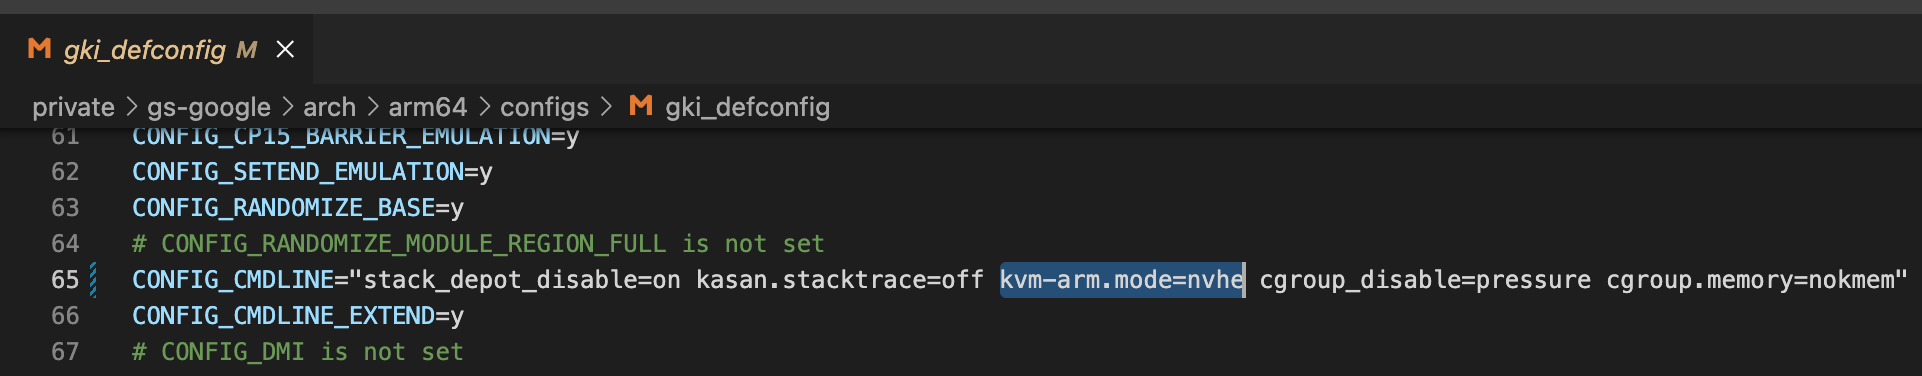 gki_defconfig M
private > gs-google > arch > arm64 > configs > gki_defconfig
61 CONFIG_CP15_BARRIER_EMULATION=y
62 CONFIG_SETEND_EMULATION=y
63 CONFIG_RANDOMIZE_BASE=y
64 # CONFIG_RANDOMIZE_MODULE_REGION_FULL is not set
65 CONFIG_CMDLINE="stack_depot_disable=on kasan.stacktrace=off kvm-arm.mode=nvhe cgroup_disable=pressure cgroup.memory=nokmem"
66 CONFIG_CMDLINE_EXTEND=y
67 # CONFIG_DMI is not set